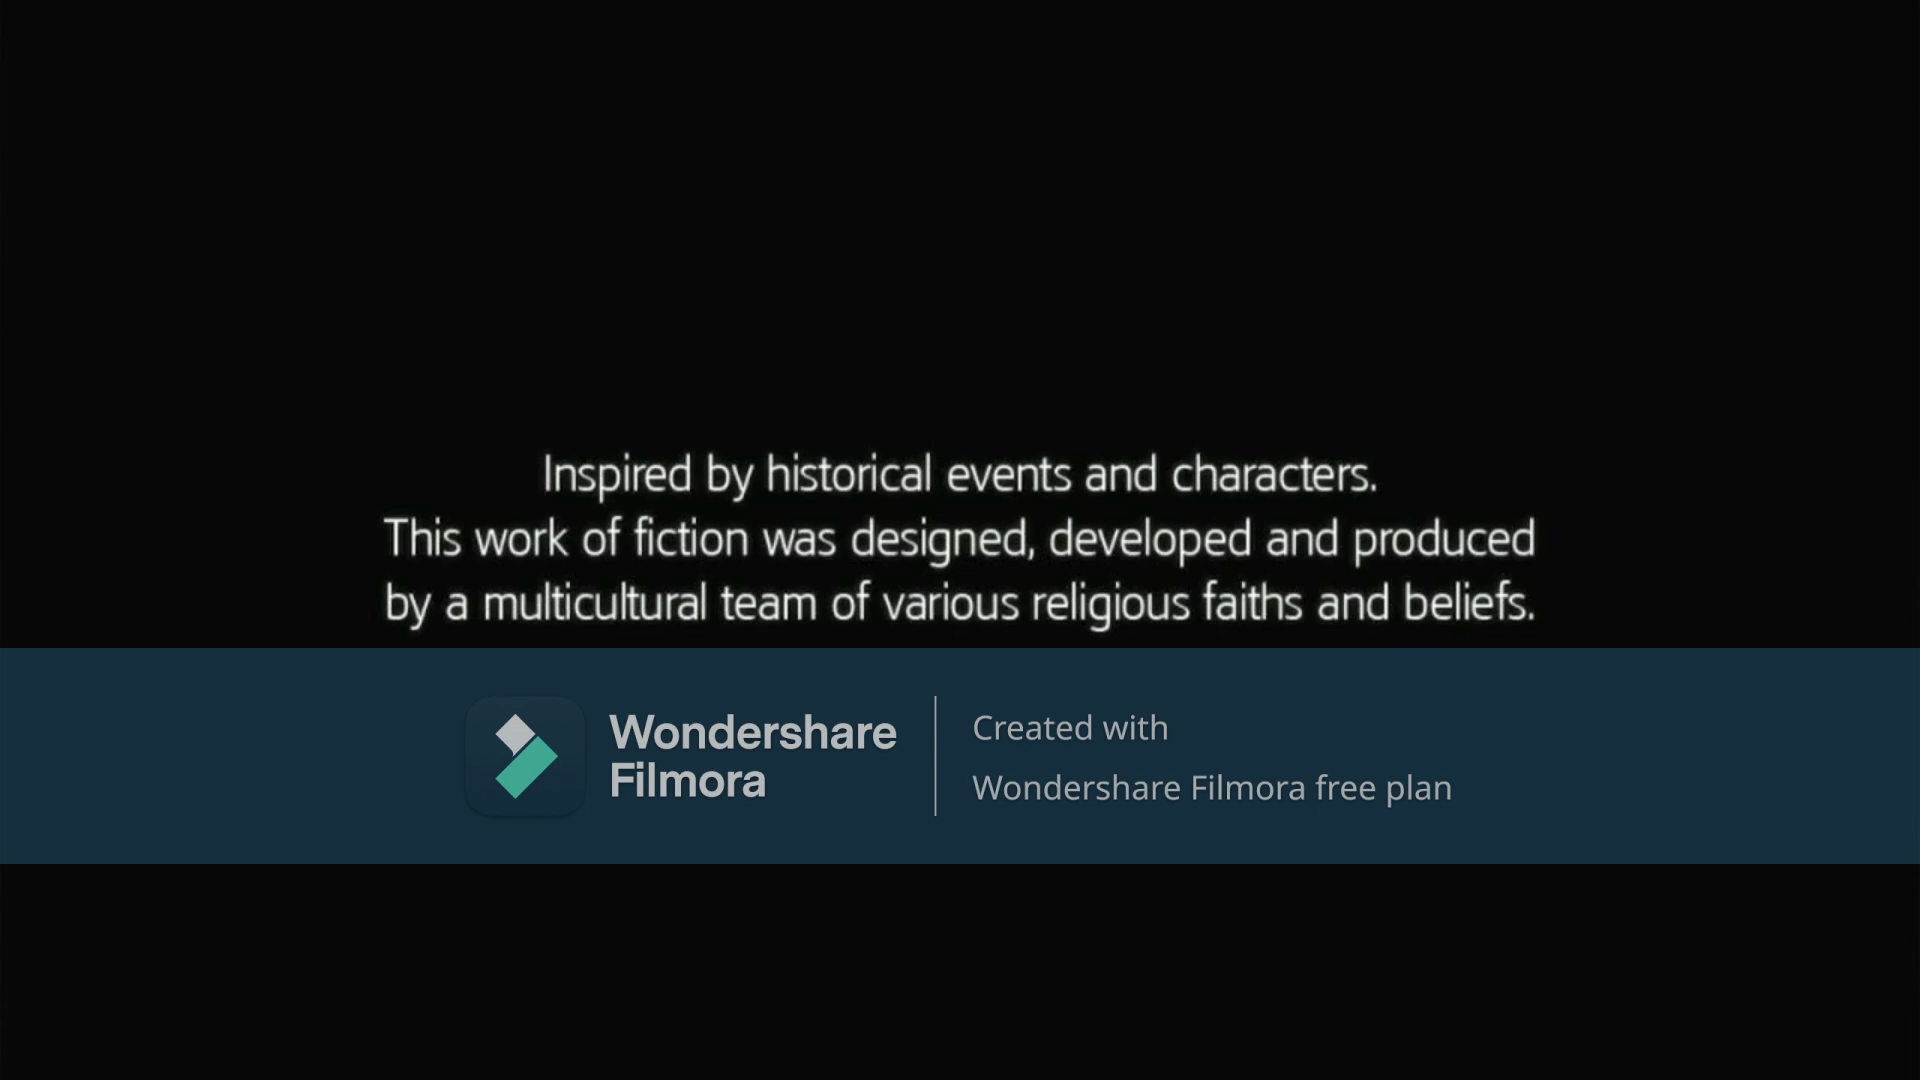 Inspired by historical events and characters.
This work of fiction was designed, developed and produced
by a multicultural team of various religious faiths and beliefs.
Wondershare
Filmora
Created with
Wondershare Filmora free plan